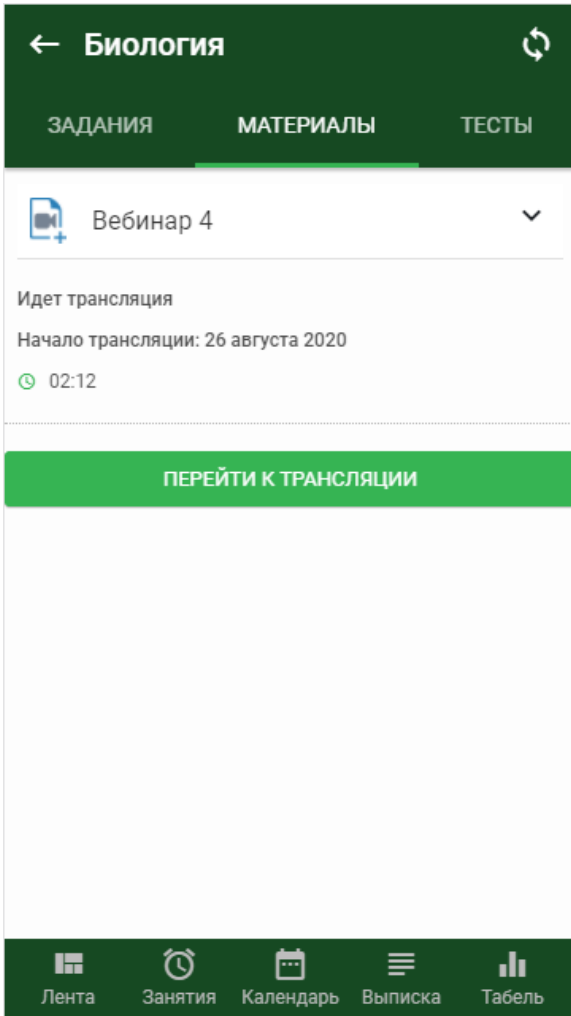 Биология
ЗАДАНИЯ МАТЕРИАЛЫ ТЕСТЫ
Вебинар 4
Идет трансляция
Начало трансляции: 26 августа 2020
02:12
ПЕРЕЙТИ К ТРАНСЛЯЦИИ
Лента Занятия Календарь Выписка Табель